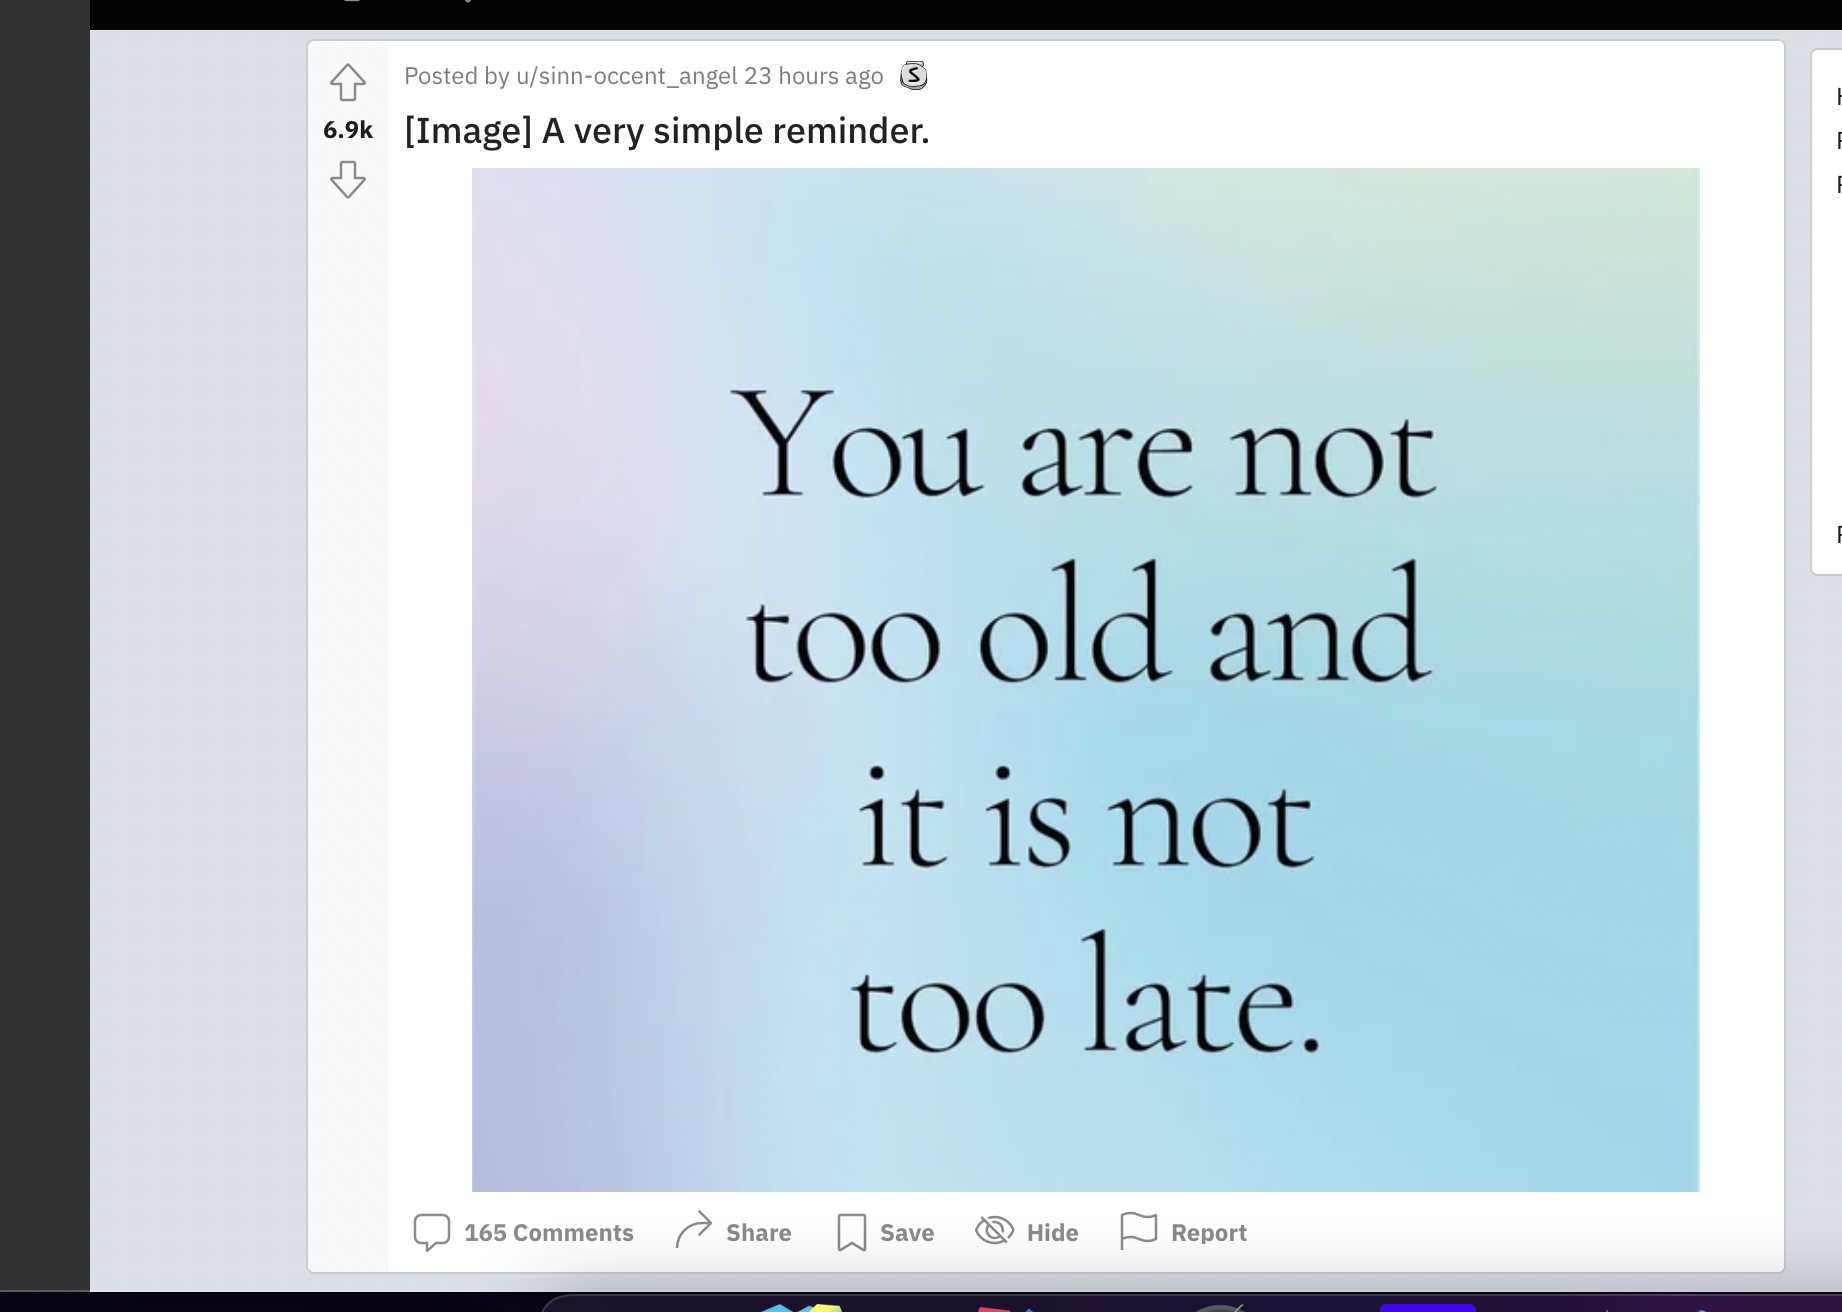 Posted by u/sinn-occent_angel 23 hours ago
6.9k
[Image] A very simple reminder.
You are not
too old and
it is not
too late.
165 Comments Share Save Hide Report